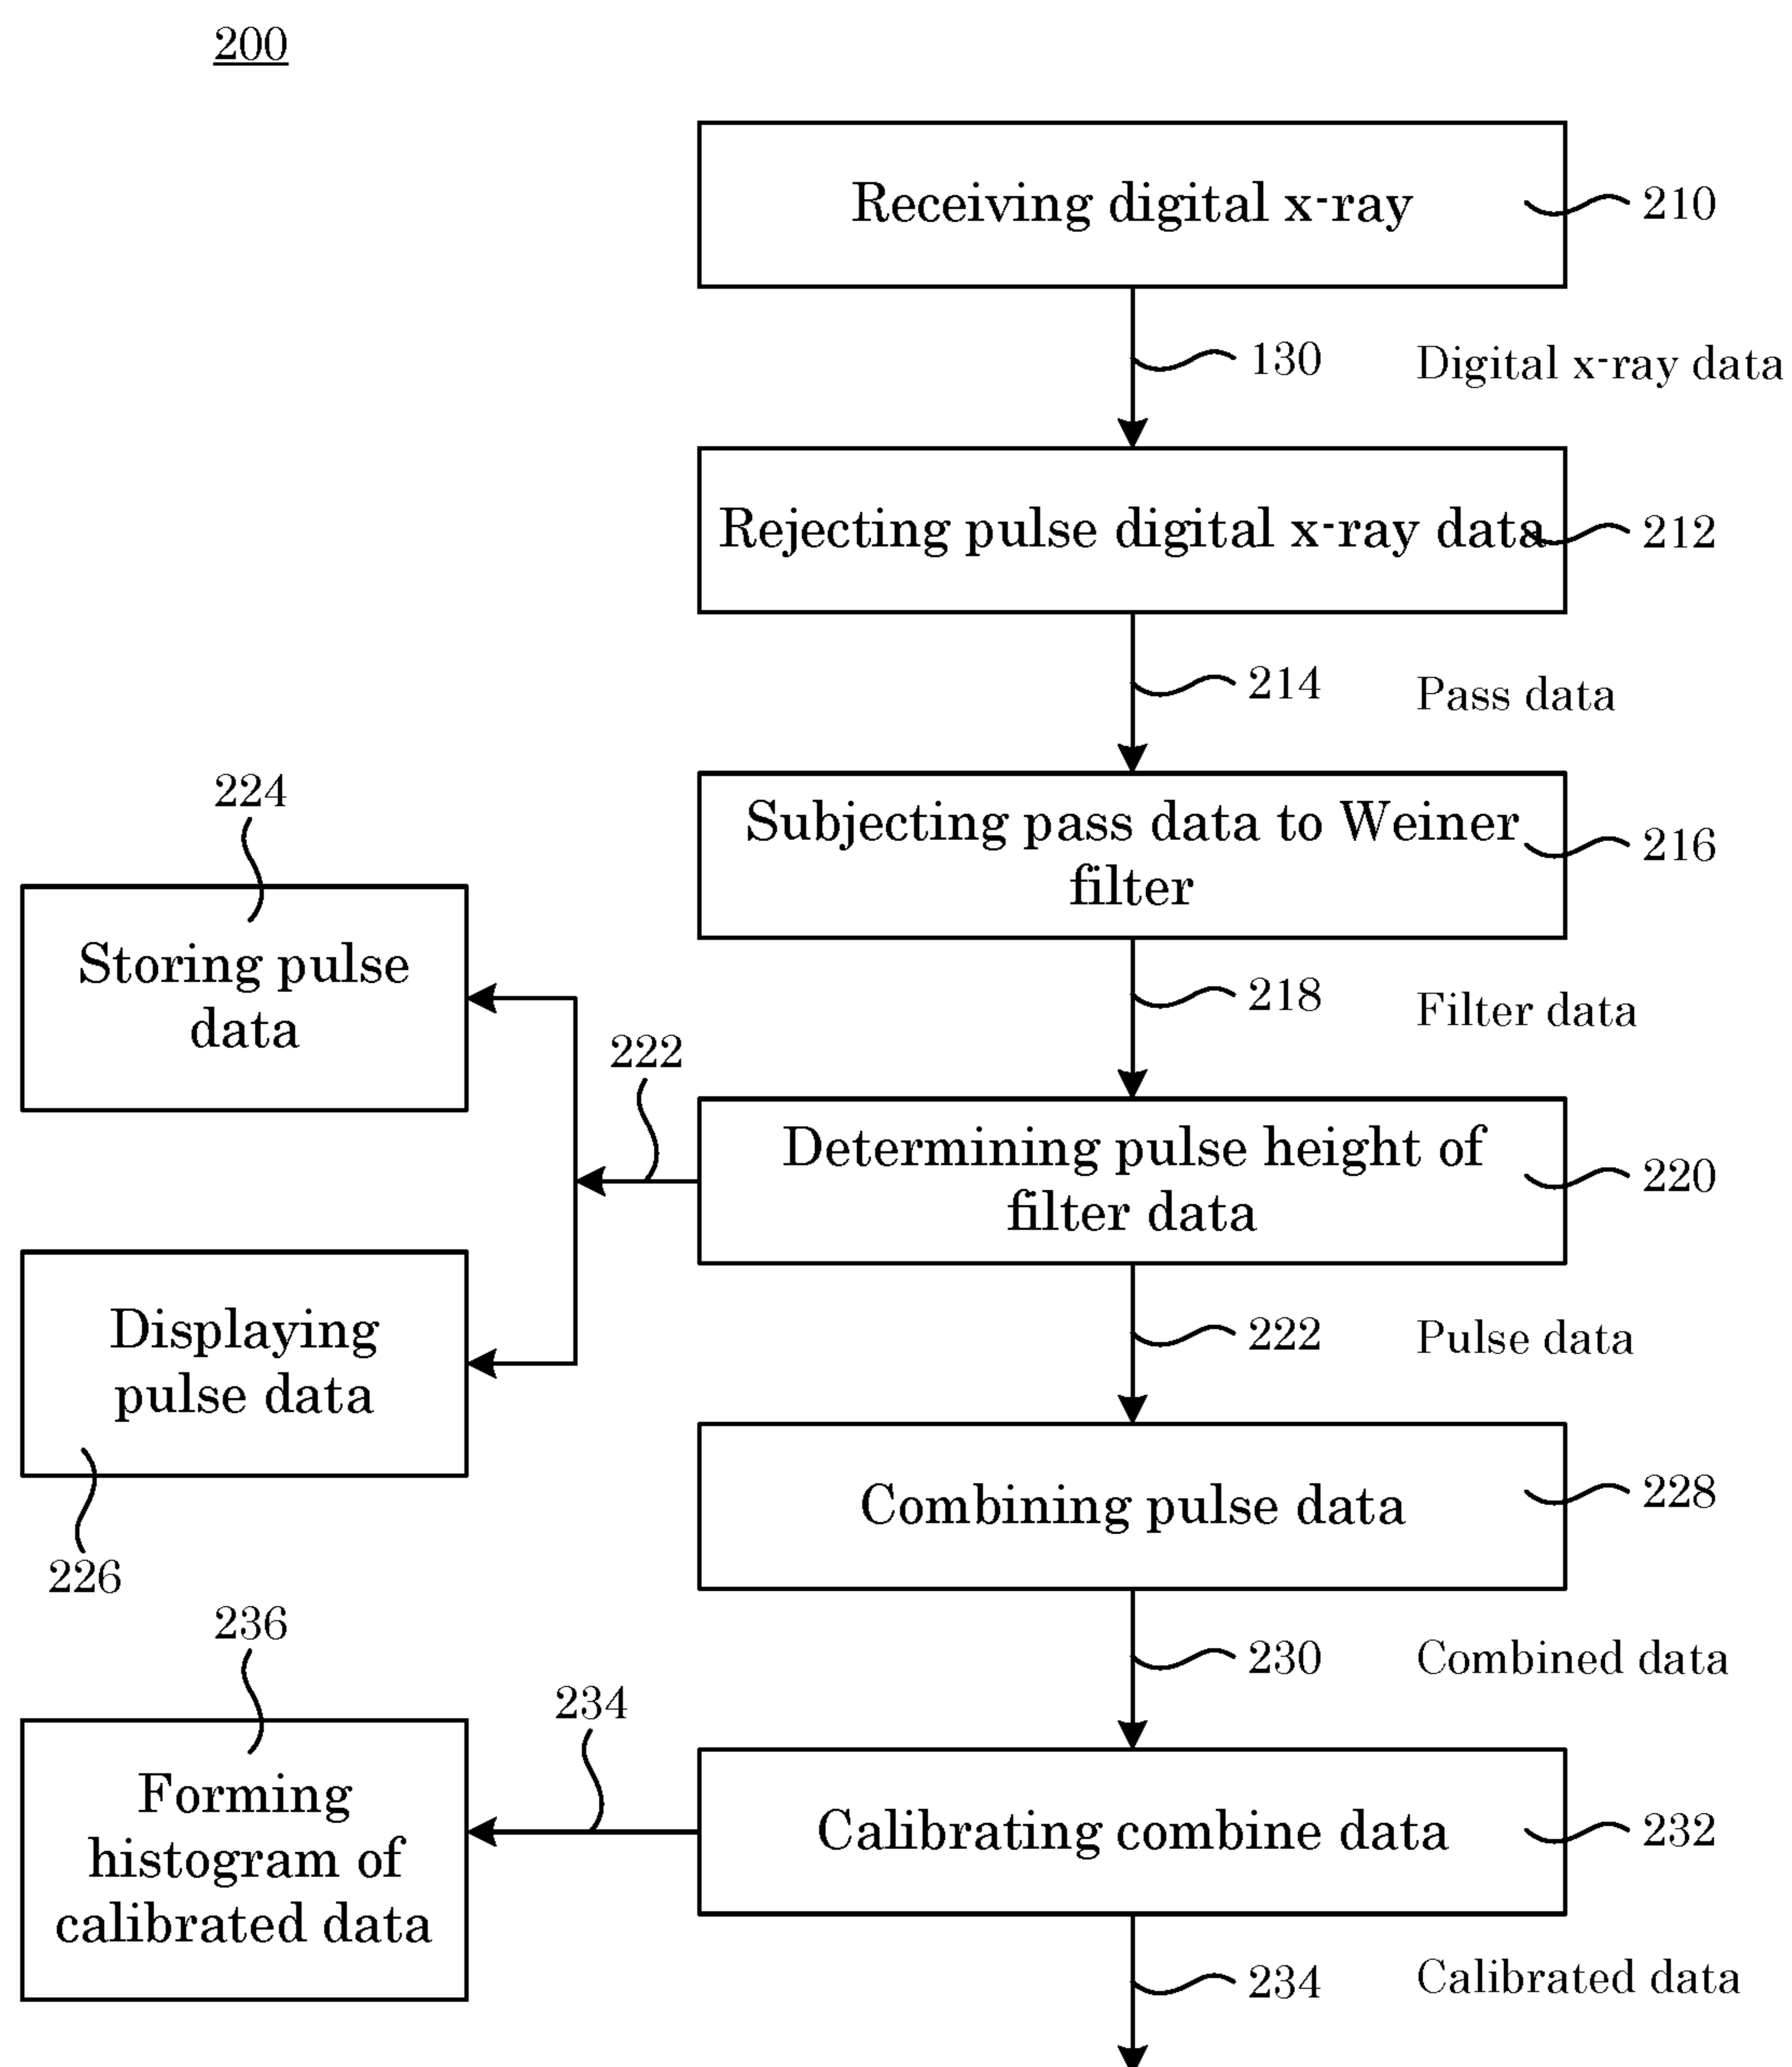 200
Receiving digital x-ray
210
130
Digital x-ray data
Rejecting pulse digital x-ray data
212
214
Pass data
Subjecting pass data to Weiner
filter
216
224
Storing pulse
data
218
Filter data
222
Determining pulse height of
filter data
220
Displaying
pulse data
226
222
Pulse data
Combining pulse data
228
230
Combined data
236
Forming
histogram of
calibrated data
234
Calibrating combine data
232
234
Calibrated data